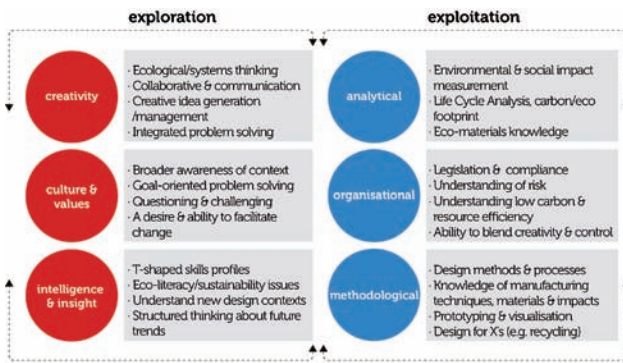 exploration
creativity
· Ecological/systems thinking
· Collaborative & communication
· Creative idea generation
/management
· Integrated problem solving
culture &
values
· Broader awareness of context
· Goal-oriented problem solving
· Questioning & challenging
· A desire & ability to facilitate
change
intelligence
& insight
· T-shaped skills profiles
· Eco-literacy/sustainability issues
· Understand new design contexts
· Structured thinking about future
trends
exploitation
analytical
· Environmental & social impact
measurement
· Life Cycle Analysis, carbon/eco
footprint
· Eco-materials knowledge
organisational
· Legislation & compliance
· Understanding of risk
· Understanding low carbon &
resource efficiency
· Ability to blend creativity & control
methodological
· Design methods & processes
· Knowledge of manufacturing
techniques, materials & impacts
· Prototyping & visualisation
· Design for X's (e.g. recycling)